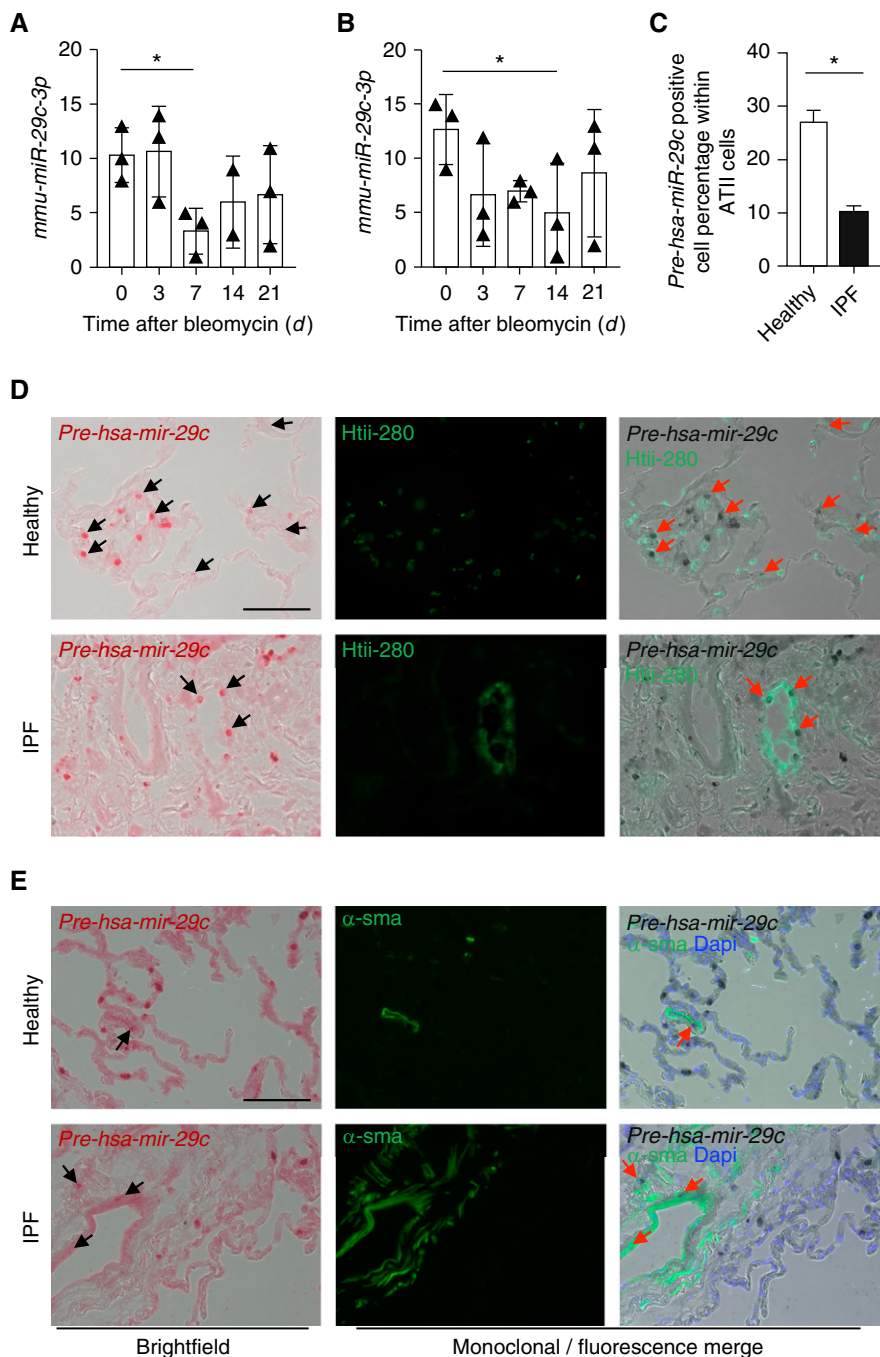 A
mmu-miR-29c-3p
20
15
10
5
0
*
0 3 7 14 21
Time after bleomycin (d)
B
mmu-miR-29c-3p
20
15
10
5
0
*
0 3 7 14 21
Time after bleomycin (d)
C
Pre-hsa-miR-29c positive
cell percentage within
ATII cells
40
30
20
10
0
*
Healthy
IPF
D
Healthy
Pre-hsa-mir-29c
Htii-280
Pre-hsa-mir-29c
Htii-280
IPF
Pre-hsa-mir-29c
Htii-280
Pre-hsa-mir-29c
Htii-280
E
Healthy
Pre-hsa-mir-29c
α-sma
Pre-hsa-mir-29c
α-sma Dapi
IPF
Pre-hsa-mir-29c
α-sma
Pre-hsa-mir-29c
α-sma Dapi
Brightfield
Monoclonal / fluorescence merge